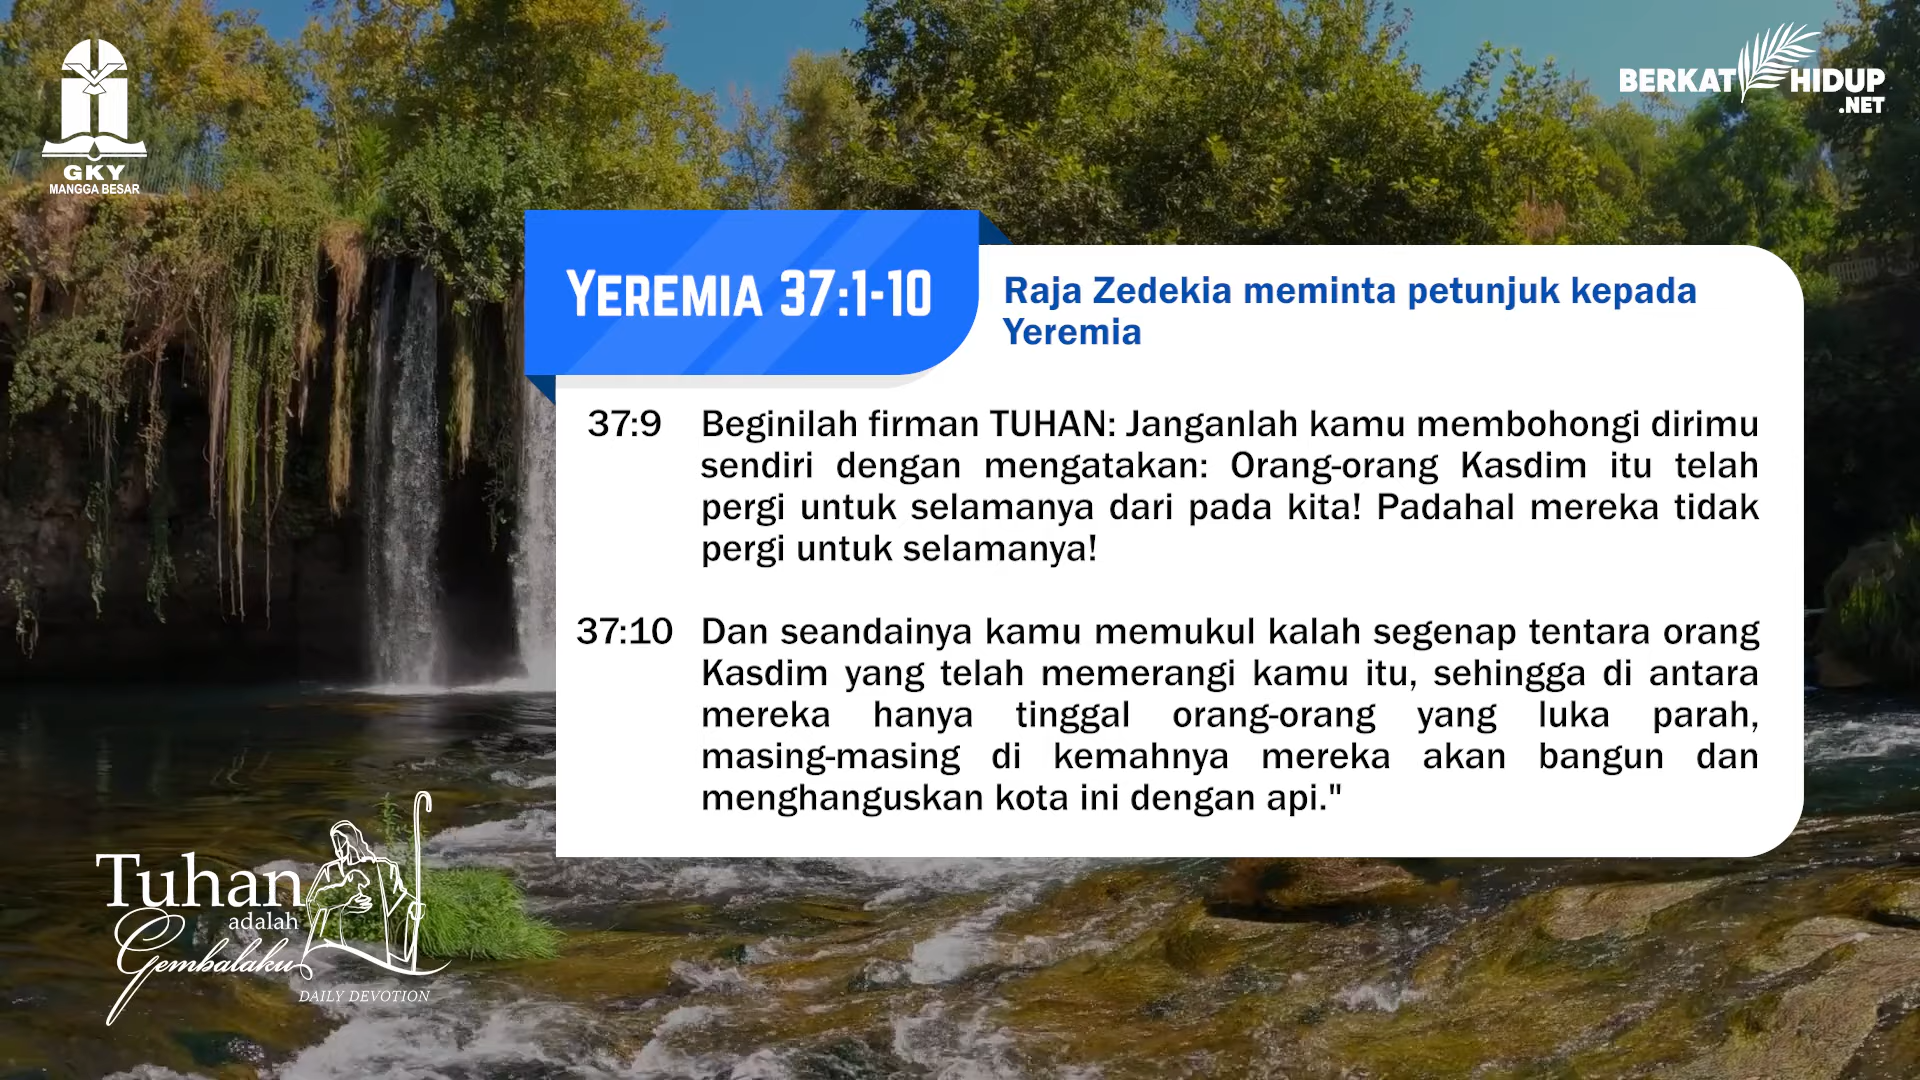 GKY
MANGGA BESAR
BERKAT HIDUP
.NET
YEREMIA 37:1-10
Raja Zedekia meminta petunjuk kepada
Yeremia
37:9 Beginilah firman TUHAN: Janganlah kamu membohongi dirimu
sendiri dengan mengatakan: Orang-orang Kasdim itu telah
pergi untuk selamanya dari pada kita! Padahal mereka tidak
pergi untuk selamanya!
37:10 Dan seandainya kamu memukul kalah segenap tentara orang
Kasdim yang telah memerangi kamu itu, sehingga di antara
mereka hanya tinggal orang-orang yang luka parah,
masing-masing di kemahnya mereka akan bangun dan
menghanguskan kota ini dengan api."
Tuhan
adalah
Gembalaku
DAILY DEVOTION